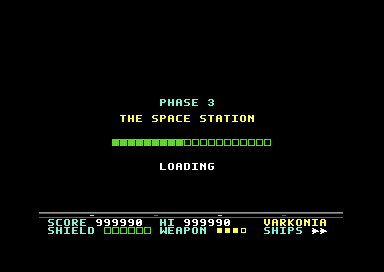 PHASE 3
THE SPACE STATION
LOADING
SCORE 999990 HI 999990 VARKONIA
SHIELD WEAPON SHIPS